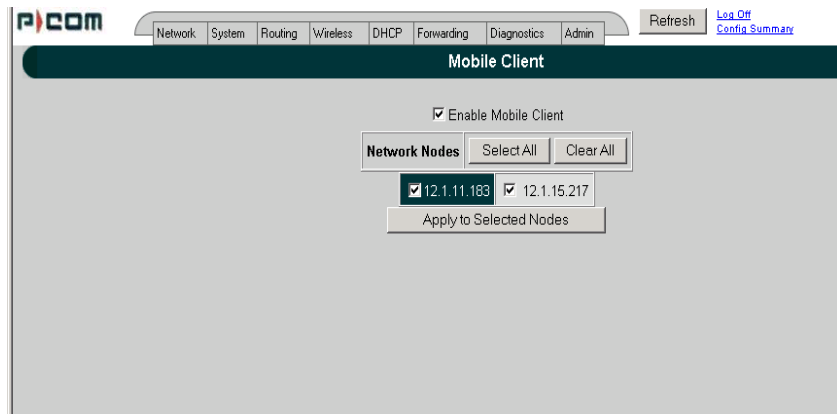 P)COM
Network System Routing Wireless DHCP Forwarding Diagnostics Admin
Refresh
Log Off
Config Summary
Mobile Client
Enable Mobile Client
Network Nodes Select All Clear All
12.1.11.183 12.1.15.217
Apply to Selected Nodes